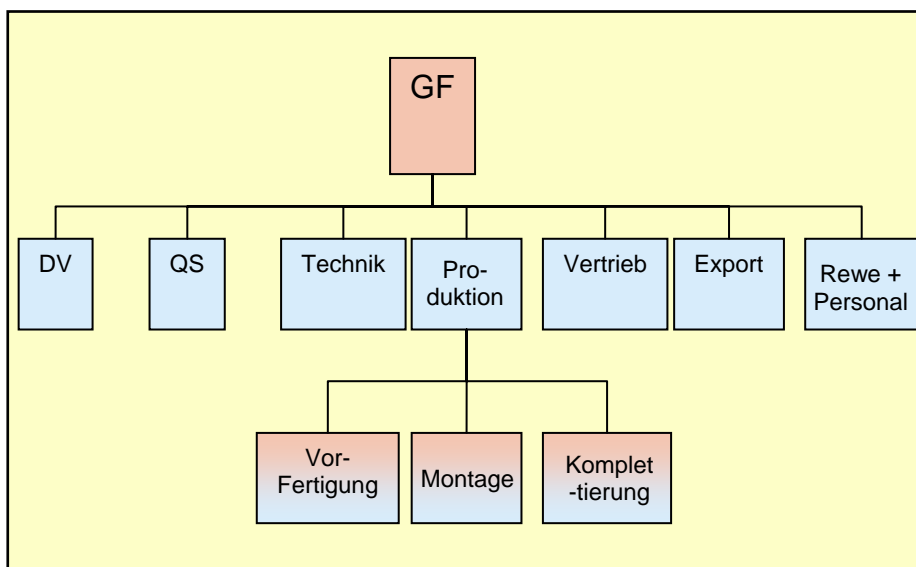 GF
DV
QS
Technik
Pro-
duktion
Vertrieb
Export
Rewe +
Personal
Vor-
Fertigung
Montage
Komplet
-tierung